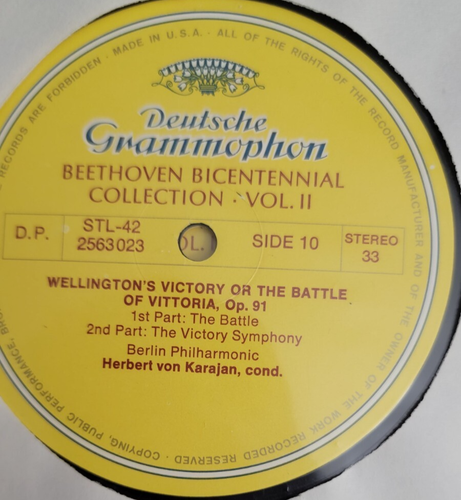 RECORDS ARE FORBIDDEN · MADE IN U.S.A. · ALL OF THE RIGHTS OF THE RECORD MANUFACTURER AND OF THE OWNER OF THE WORK RECORDED RESERVED · COPYING, PUBLIC PERFORMANCE,
Deutsche
Grammophon
BEETHOVEN BICENTENNIAL
COLLECTION · VOL. II
D.P.
STL-42
2563 023
OL.
SIDE 10
STEREO
33
WELLINGTON'S VICTORY OR THE BATTLE
OF VITTORIA, Op. 91
1st Part: The Battle
2nd Part: The Victory Symphony
Berlin Philharmonic
Herbert von Karajan, cond.